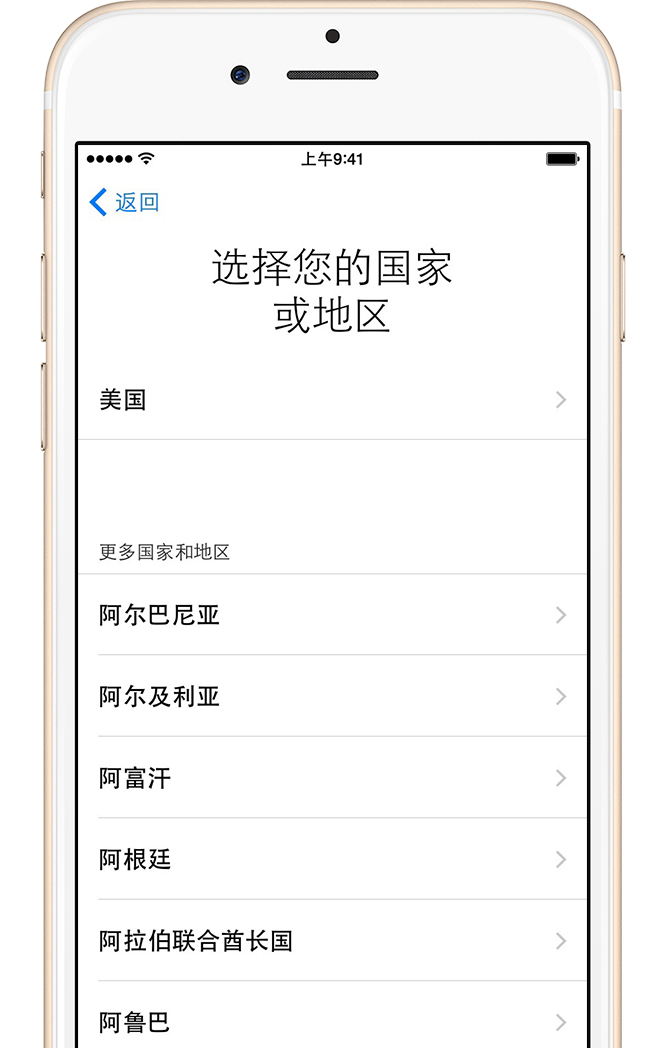 上午9:41
返回
选择您的国家
或地区
美国
更多国家和地区
阿尔巴尼亚
阿尔及利亚
阿富汗
阿根廷
阿拉伯联合酋长国
阿鲁巴